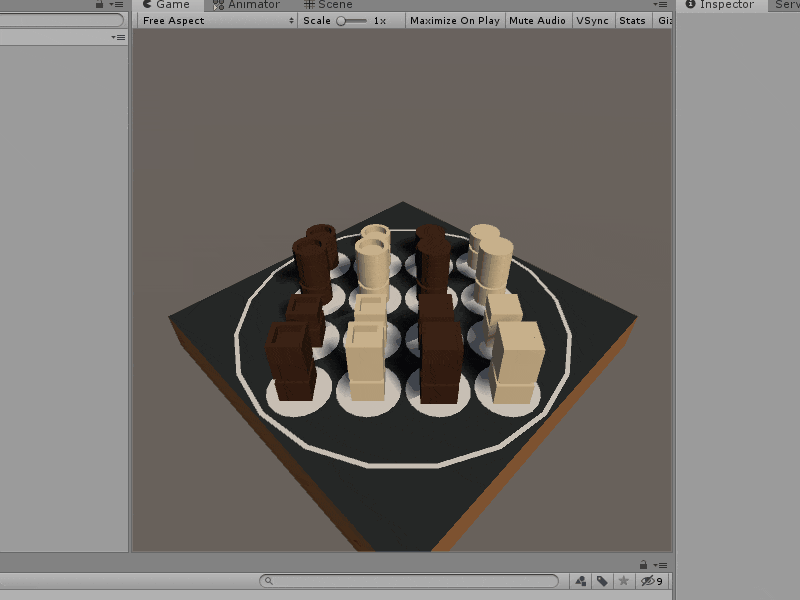 Game Animator Scene Inspector Serv
Free Aspect Scale 1x Maximize On Play Mute Audio VSync Stats Giz
9